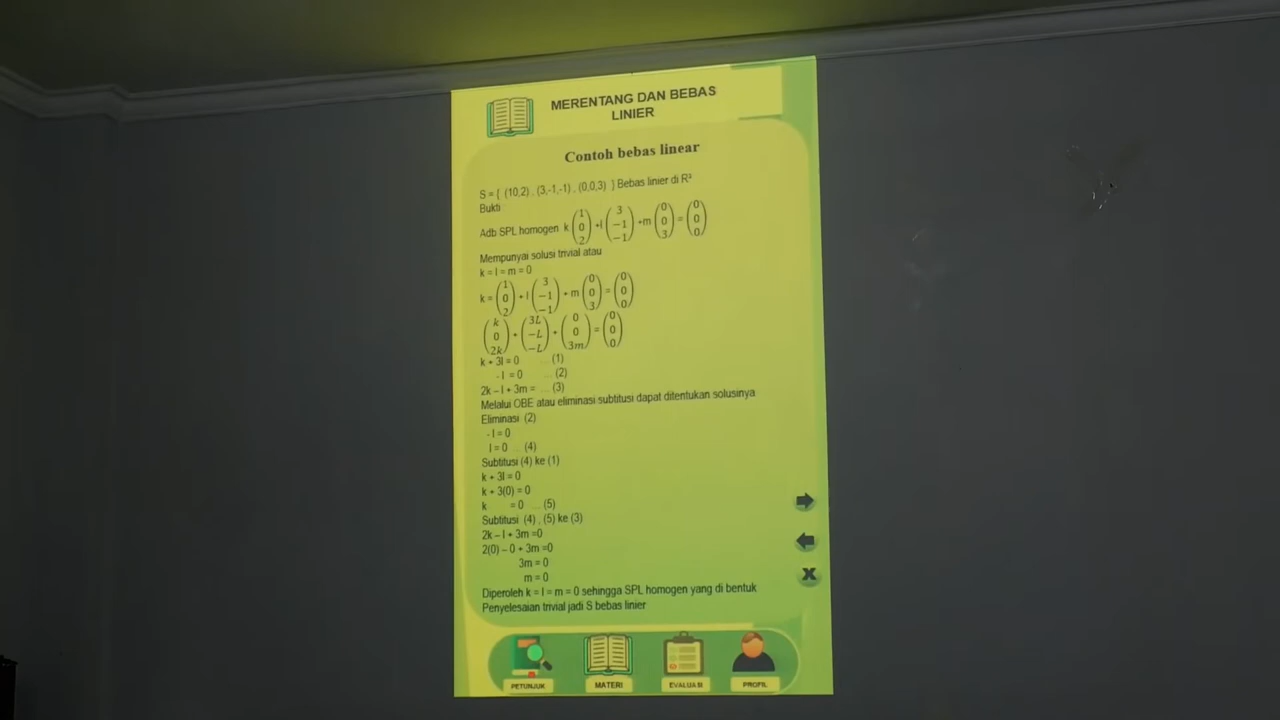 MERENTANG DAN BEBAS
LINIER
Contoh bebas linear
S = { (10,2) , (3,-1,-1) , (0,0,3) } Bebas linier di R³
Bukti
Adb SPL homogen k (1 0 2) +l (3 −1 −1) +m (0 0 3) = (0 0 0)
Mempunyai solusi trivial atau
k = l = m = 0
k = (1 0 2) + l (3 −1 −1) + m (0 0 3) = (0 0 0)
(k 0 2k) + (3L −L −L) + (0 0 3m) = (0 0 0)
k + 3l = 0 ... (1)
- l = 0 ... (2)
2k – l + 3m = ... (3)
Melalui OBE atau eliminasi subtitusi dapat ditentukan solusinya
Eliminasi (2)
- l = 0
l = 0 ... (4)
Subtitusi (4) ke (1)
k + 3l = 0
k + 3(0) = 0
k = 0 ... (5)
Subtitusi (4) , (5) ke (3)
2k – l + 3m =0
2(0) – 0 + 3m =0
3m = 0
m = 0
Diperoleh k = l = m = 0 sehingga SPL homogen yang di bentuk
Penyelesaian trivial jadi S bebas linier
X
PETUNJUK
MATERI
EVALUASI
PROFIL